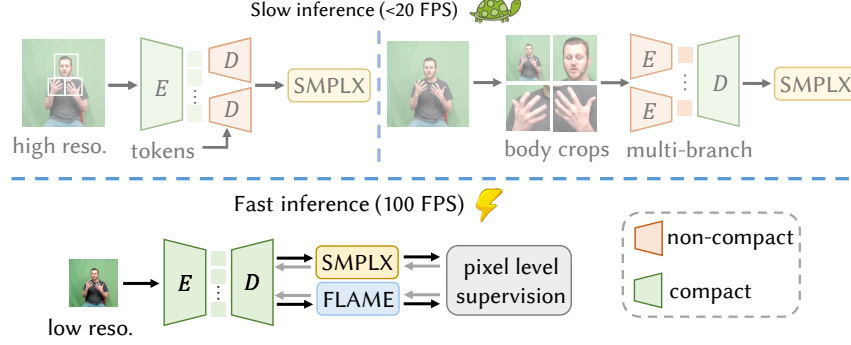 Slow inference (<20 FPS)
E
D
D
SMPLX
high reso.
tokens
body crops
E
E
D
multi-branch
SMPLX
Fast inference (100 FPS)
E
D
SMPLX
FLAME
pixel level
supervision
low reso.
non-compact
compact